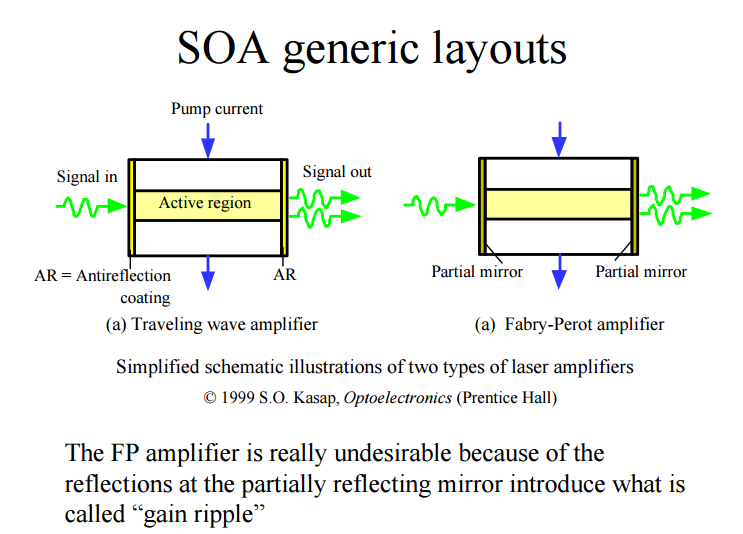 SOA generic layouts
Pump current
Signal in
Signal out
Active region
AR = Antireflection
coating
AR
Partial mirror
Partial mirror
(a) Traveling wave amplifier
(a) Fabry-Perot amplifier
Simplified schematic illustrations of two types of laser amplifiers
© 1999 S.O. Kasap, Optoelectronics (Prentice Hall)
The FP amplifier is really undesirable because of the
reflections at the partially reflecting mirror introduce what is
called “gain ripple”